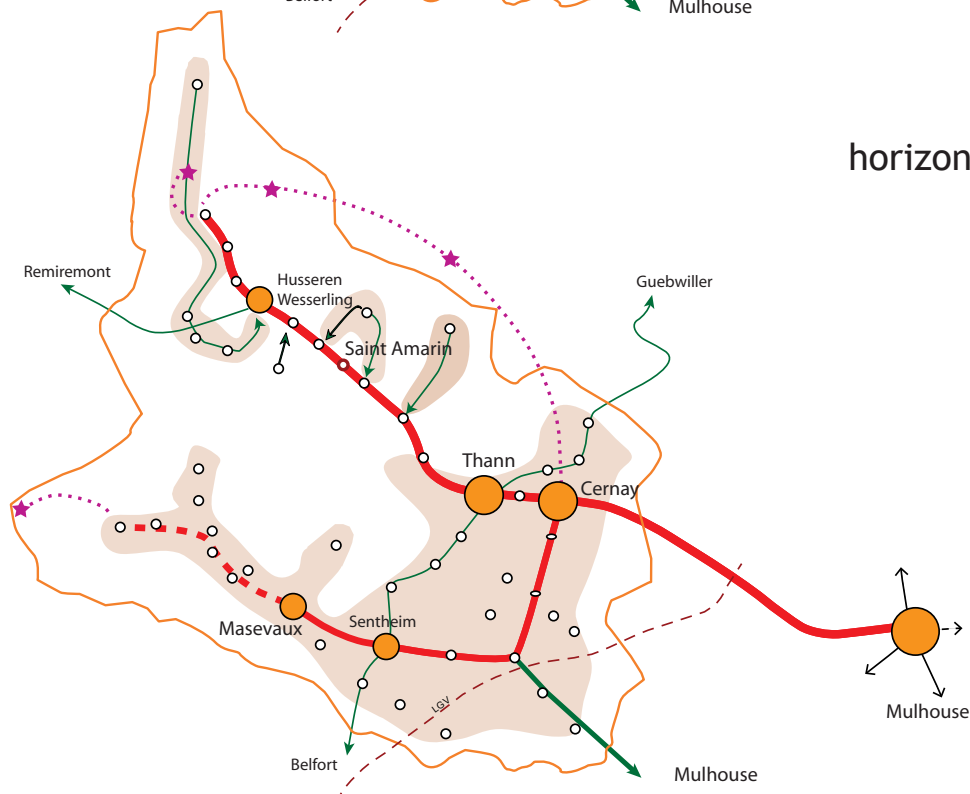 Mulhouse
horizon
Remiremont
Husseren
Wesserling
Guebwiller
Saint Amarin
Thann
Cernay
Sentheim
Masevaux
LGV
Mulhouse
Belfort
Mulhouse